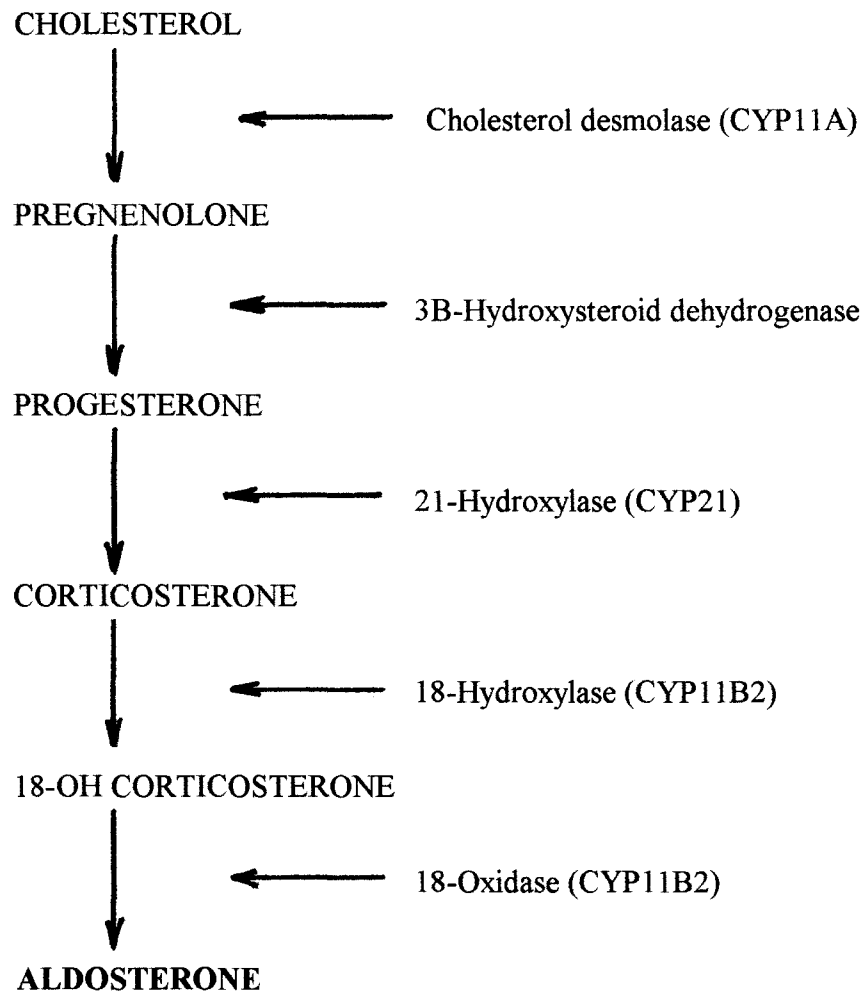 CHOLESTEROL
Cholesterol desmolase (CYP11A)
PREGNENOLONE
3B-Hydroxysteroid dehydrogenase
PROGESTERONE
21-Hydroxylase (CYP21)
CORTICOSTERONE
18-Hydroxylase (CYP11B2)
18-OH CORTICOSTERONE
18-Oxidase (CYP11B2)
ALDOSTERONE